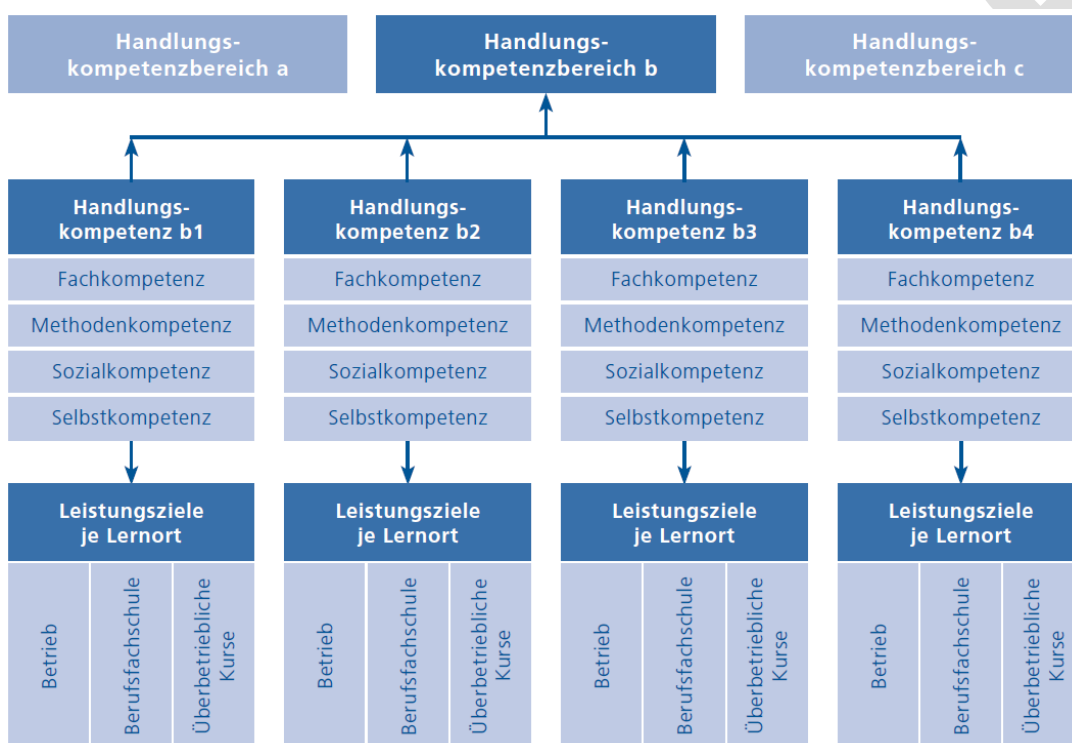 Handlungs-
kompetenzbereich a
Handlungs-
kompetenzbereich b
Handlungs-
kompetenzbereich c
Handlungs-
kompetenz b1
Handlungs-
kompetenz b2
Handlungs-
kompetenz b3
Handlungs-
kompetenz b4
Fachkompetenz
Fachkompetenz
Fachkompetenz
Fachkompetenz
Methodenkompetenz
Methodenkompetenz
Methodenkompetenz
Methodenkompetenz
Sozialkompetenz
Sozialkompetenz
Sozialkompetenz
Sozialkompetenz
Selbstkompetenz
Selbstkompetenz
Selbstkompetenz
Selbstkompetenz
Leistungsziele
je Lernort
Leistungsziele
je Lernort
Leistungsziele
je Lernort
Leistungsziele
je Lernort
Betrieb
Berufsfachschule
Überbetriebliche
Kurse
Betrieb
Berufsfachschule
Überbetriebliche
Kurse
Betrieb
Berufsfachschule
Überbetriebliche
Kurse
Betrieb
Berufsfachschule
Überbetriebliche
Kurse